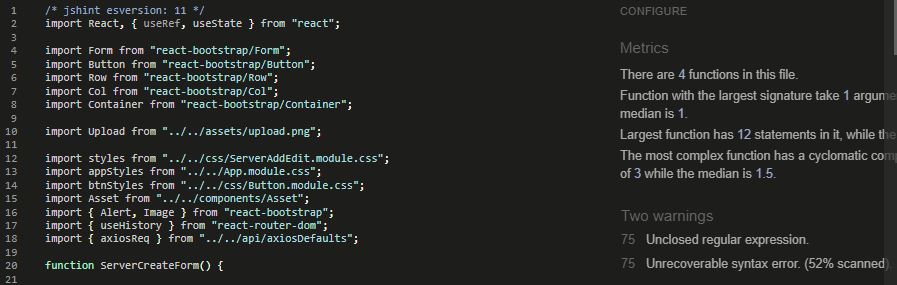 1 /* jshint esversion: 11 */
2 import React, { useRef, useState } from "react";
3
4 import Form from "react-bootstrap/Form";
5 import Button from "react-bootstrap/Button";
6 import Row from "react-bootstrap/Row";
7 import Col from "react-bootstrap/Col";
8 import Container from "react-bootstrap/Container";
9
10 import Upload from "../../assets/upload.png";
11
12 import styles from "../../css/ServerAddEdit.module.css";
13 import appStyles from "../../App.module.css";
14 import btnStyles from "../../css/Button.module.css";
15 import Asset from "../../components/Asset";
16 import { Alert, Image } from "react-bootstrap";
17 import { useHistory } from "react-router-dom";
18 import { axiosReq } from "../../api/axiosDefaults";
19
20 function ServerCreateForm() {
21
CONFIGURE
Metrics
There are 4 functions in this file.
Function with the largest signature take 1 argume
median is 1.
Largest function has 12 statements in it, while the
The most complex function has a cyclomatic com
of 3 while the median is 1.5.
Two warnings
75 Unclosed regular expression.
75 Unrecoverable syntax error. (52% scanned).